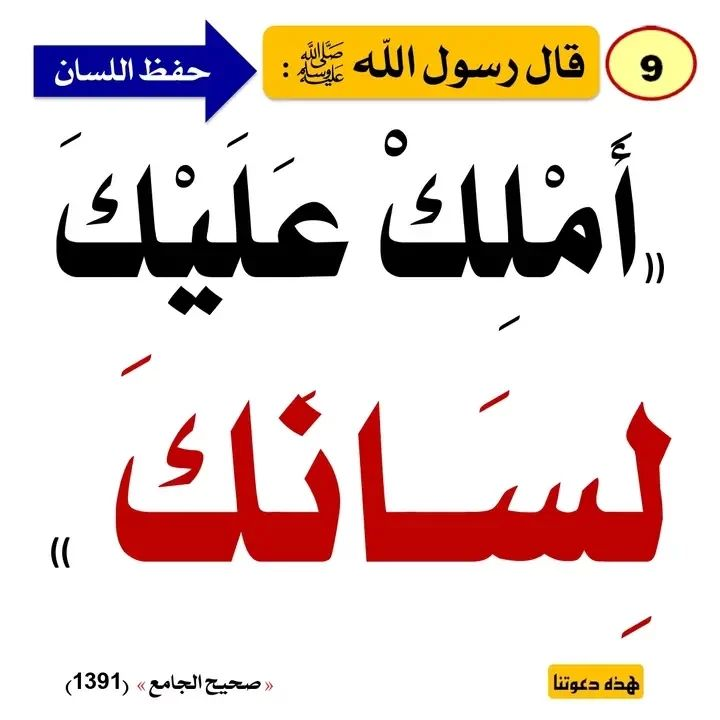 9 قال رسول الله ﷺ : حفظ اللسان
((أَمْلِكْ عَلَيْكَ
لِسَانَكَ ))
هذه دعوتنا « صحيح الجامع » (1391)